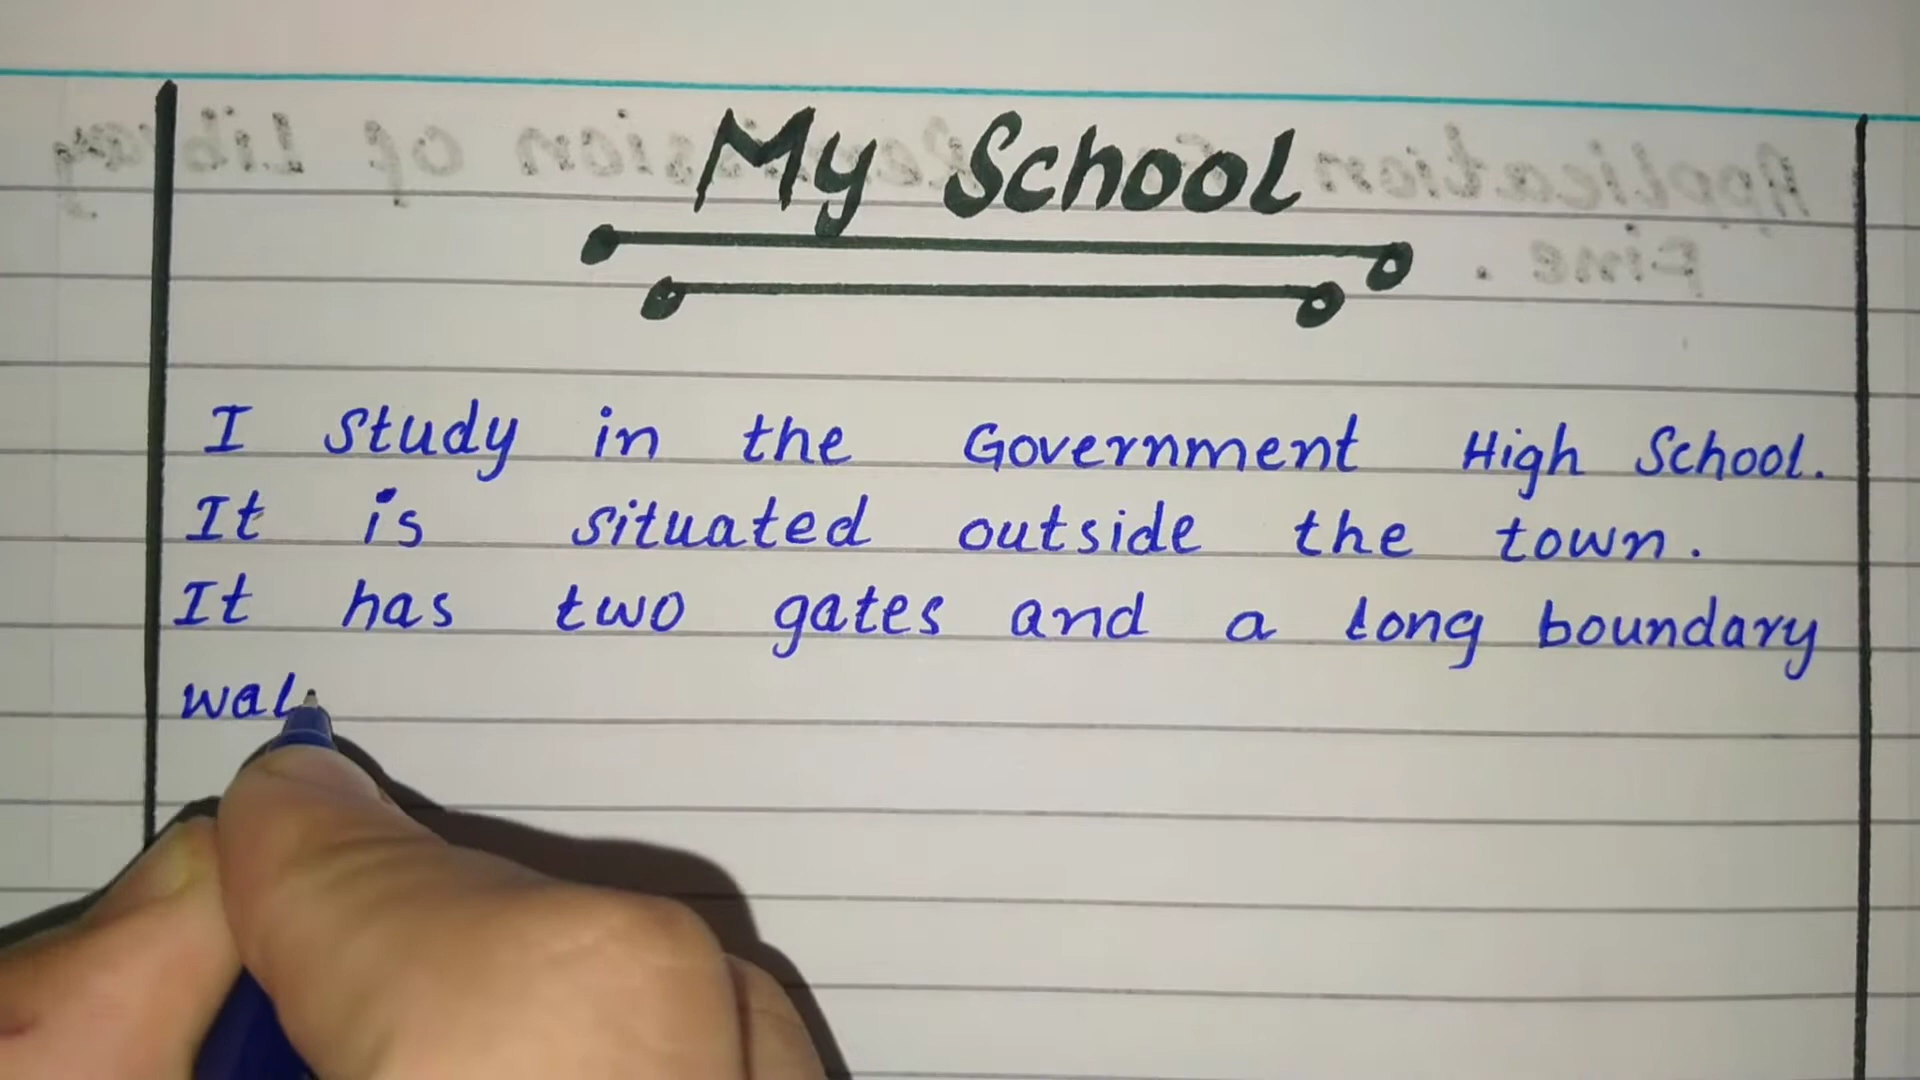 My School
I study in the Government High School.
It is situated outside the town.
It has two gates and a long boundary
wal